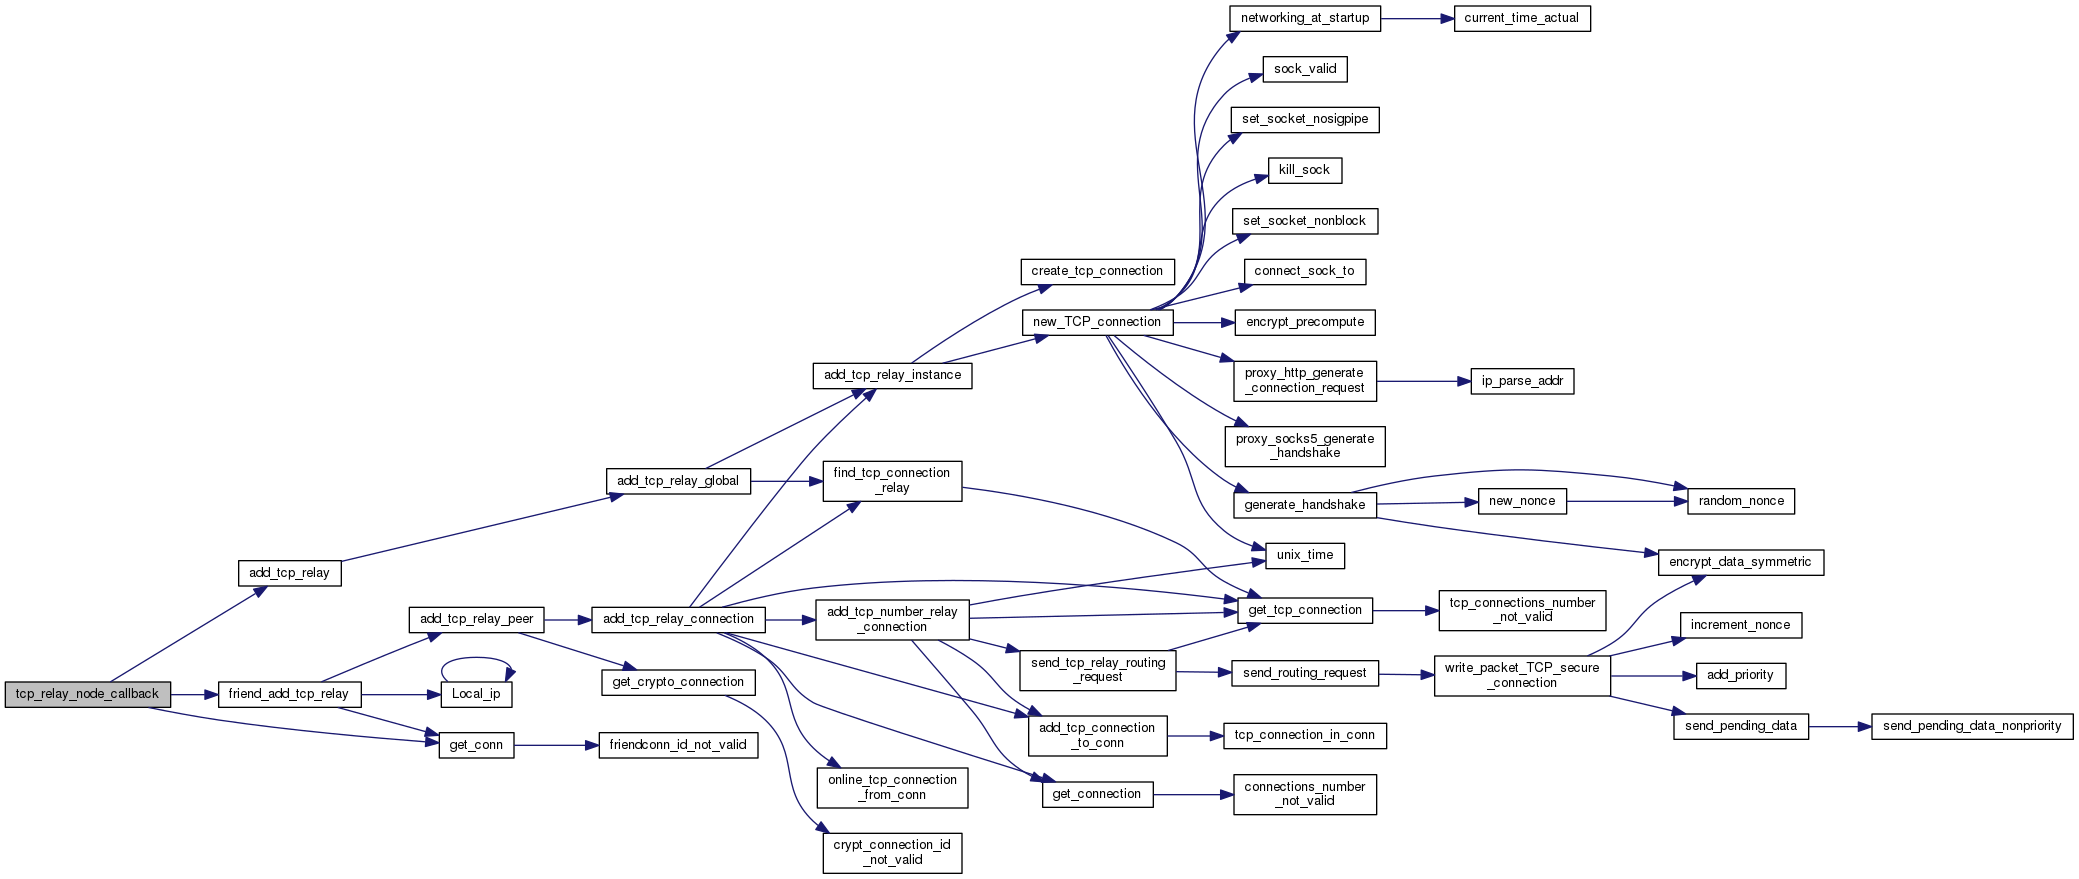 networking_at_startup
current_time_actual
sock_valid
set_socket_nosigpipe
kill_sock
set_socket_nonblock
create_tcp_connection
connect_sock_to
new_TCP_connection
encrypt_precompute
add_tcp_relay_instance
proxy_http_generate
_connection_request
ip_parse_addr
proxy_socks5_generate
_handshake
add_tcp_relay_global
find_tcp_connection
_relay
generate_handshake
new_nonce
random_nonce
unix_time
encrypt_data_symmetric
add_tcp_relay
add_tcp_relay_peer
add_tcp_relay_connection
add_tcp_number_relay
_connection
get_tcp_connection
tcp_connections_number
_not_valid
increment_nonce
send_tcp_relay_routing
_request
send_routing_request
write_packet_TCP_secure
_connection
add_priority
tcp_relay_node_callback
friend_add_tcp_relay
Local_ip
get_crypto_connection
send_pending_data
send_pending_data_nonpriority
get_conn
friendconn_id_not_valid
add_tcp_connection
_to_conn
tcp_connection_in_conn
online_tcp_connection
_from_conn
get_connection
connections_number
_not_valid
crypt_connection_id
_not_valid